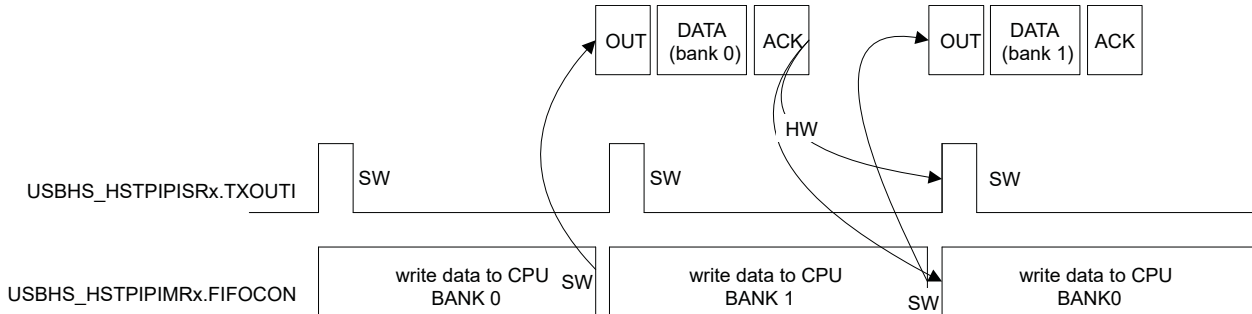 OUT
DATA
(bank 0)
ACK
OUT
DATA
(bank 1)
ACK
HW
USBHS_HSTPIPISRx.TXOUTI
SW
SW
SW
USBHS_HSTPIPIMRx.FIFOCON
write data to CPU
BANK 0
SW
write data to CPU
BANK 1
SW
write data to CPU
BANK0